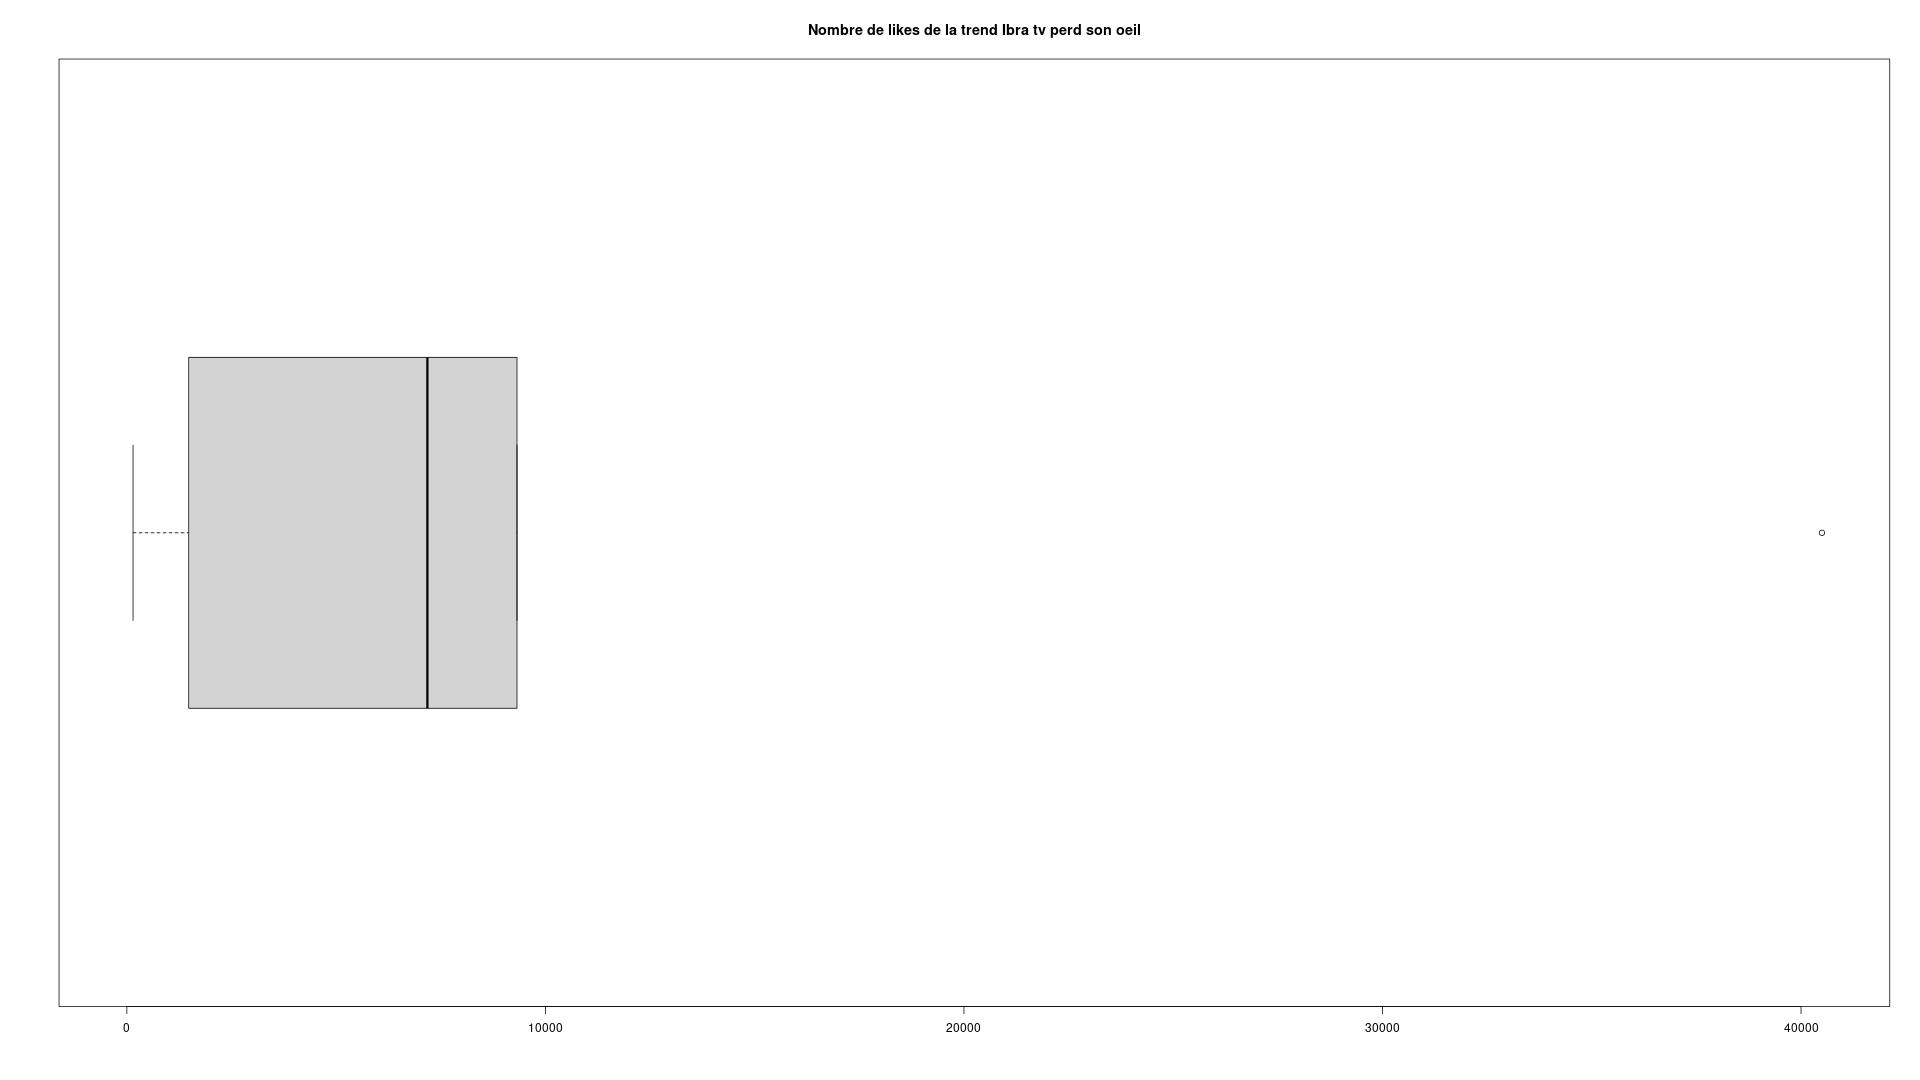 Nombre de likes de la trend Ibra tv perd son oeil
0 10000 20000 30000 40000